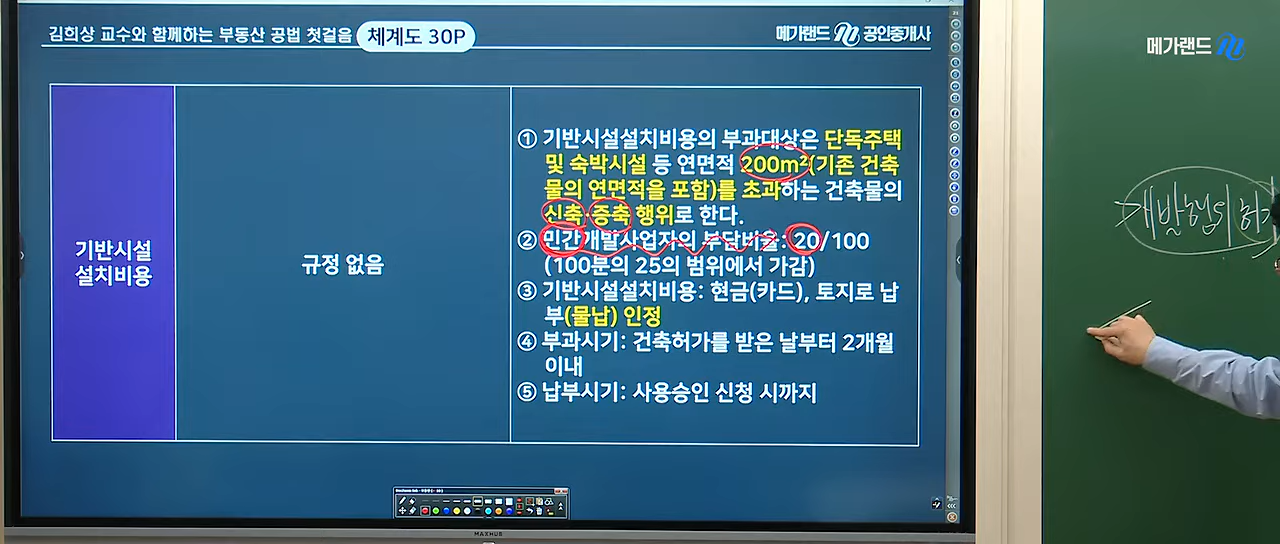 김희상 교수와 함께하는 부동산 공법 첫걸음 체계도 30P
메가랜드 공인중개사
메가랜드
기반시설
설치비용
규정 없음
① 기반시설설치비용의 부과대상은 단독주택
및 숙박시설 등 연면적 200m²(기존 건축
물의 연면적을 포함)를 초과하는 건축물의
신축·증축 행위로 한다.
② 민간개발사업자의 부담비율: 20/100
(100분의 25의 범위에서 가감)
③ 기반시설설치비용: 현금(카드), 토지로 납
부(물납) 인정
④ 부과시기: 건축허가를 받은 날부터 2개월
이내
⑤ 납부시기: 사용승인 신청 시까지
MAXHUB